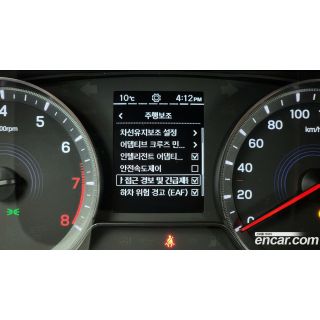 10℃ 4:12PM
주행보조
차선유지보조 설정
어댑티브 크루즈 민...
인텔리전트 어댑티...
안전속도제어
접근 경보 및 긴급제
하차 위험 경고 (EAF)
4
5
6
7
8
0
20
40
60
80
100
km/h
encar.com